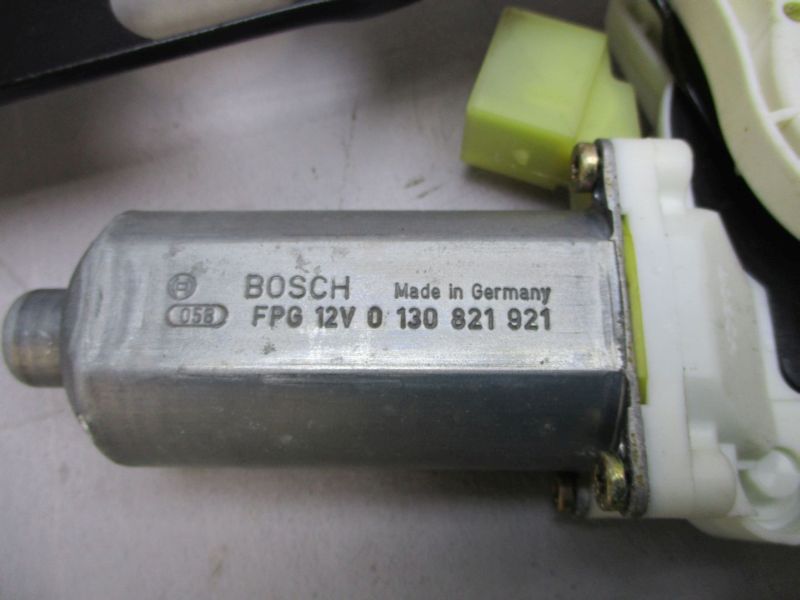 BOSCH Made in Germany
058 FPG 12V 0 130 821 921